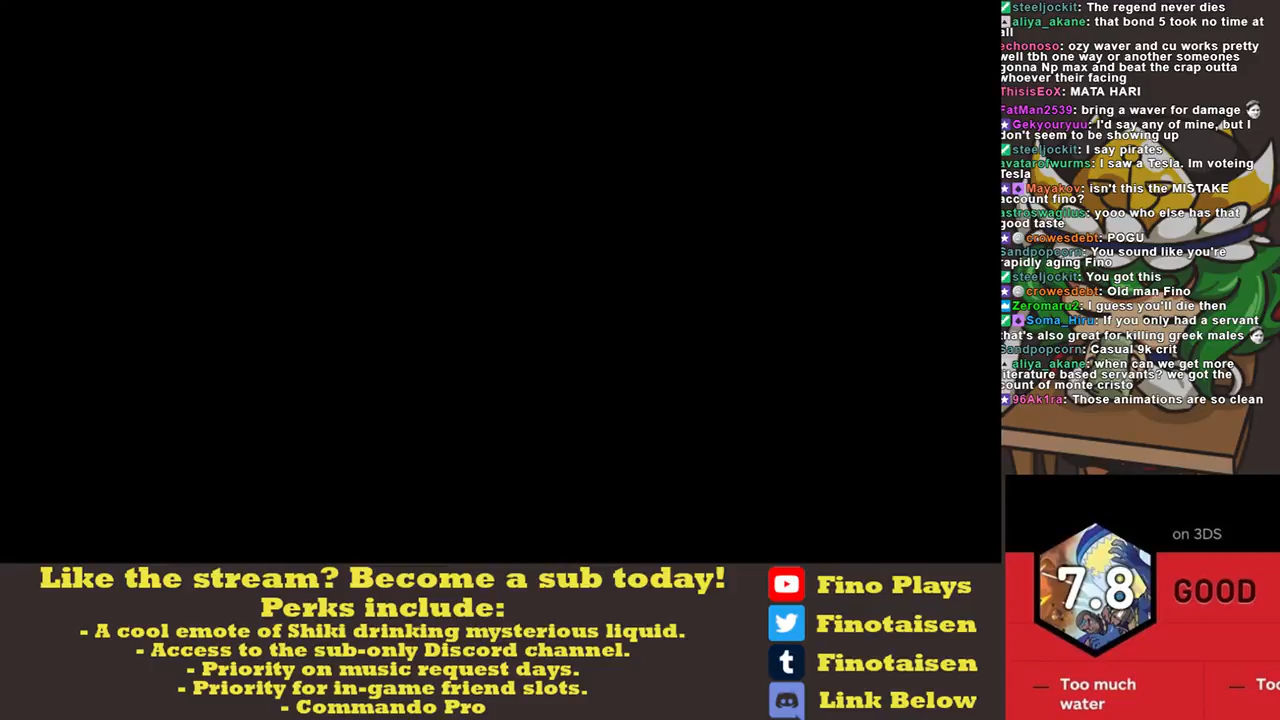 steeljockit: The regend never dies
aliya_akane: that bond 5 took no time at
all
echonoso: ozy waver and cu works pretty
well tbh one way or another someones
gonna Np max and beat the crap outta
whoever their facing
ThisisEoX: MATA HARI
FatMan2539: bring a waver for damage
Gekyouryuu: I'd say any of mine, but I
don't seem to be showing up
steeljockit: I say pirates
avatarofwurms: I saw a Tesla. Im voteing
Tesla
Mayakov: isn't this the MISTAKE
account fino?
astroswagilus: yooo who else has that
good taste
crowesdebt: POGU
Sandpopcorn: You sound like you're
rapidly aging Fino
steeljockit: You got this
crowesdebt: Old man Fino
Zeromaru2: I guess you'll die then
Soma_Hiru: If you only had a servant
that's also great for killing greek males
Sandpopcorn: Casual 9k crit
aliya_akane: when can we get more
literature based servants? we got the
count of monte cristo
96Ak1ra: Those animations are so clean
on 3DS
7.8
GOOD
— Too much
water
— Too
Like the stream? Become a sub today!
Perks include:
- A cool emote of Shiki drinking mysterious liquid.
- Access to the sub-only Discord channel.
- Priority on music request days.
- Priority for in-game friend slots.
- Commando Pro
Fino Plays
Finotaisen
Finotaisen
Link Below